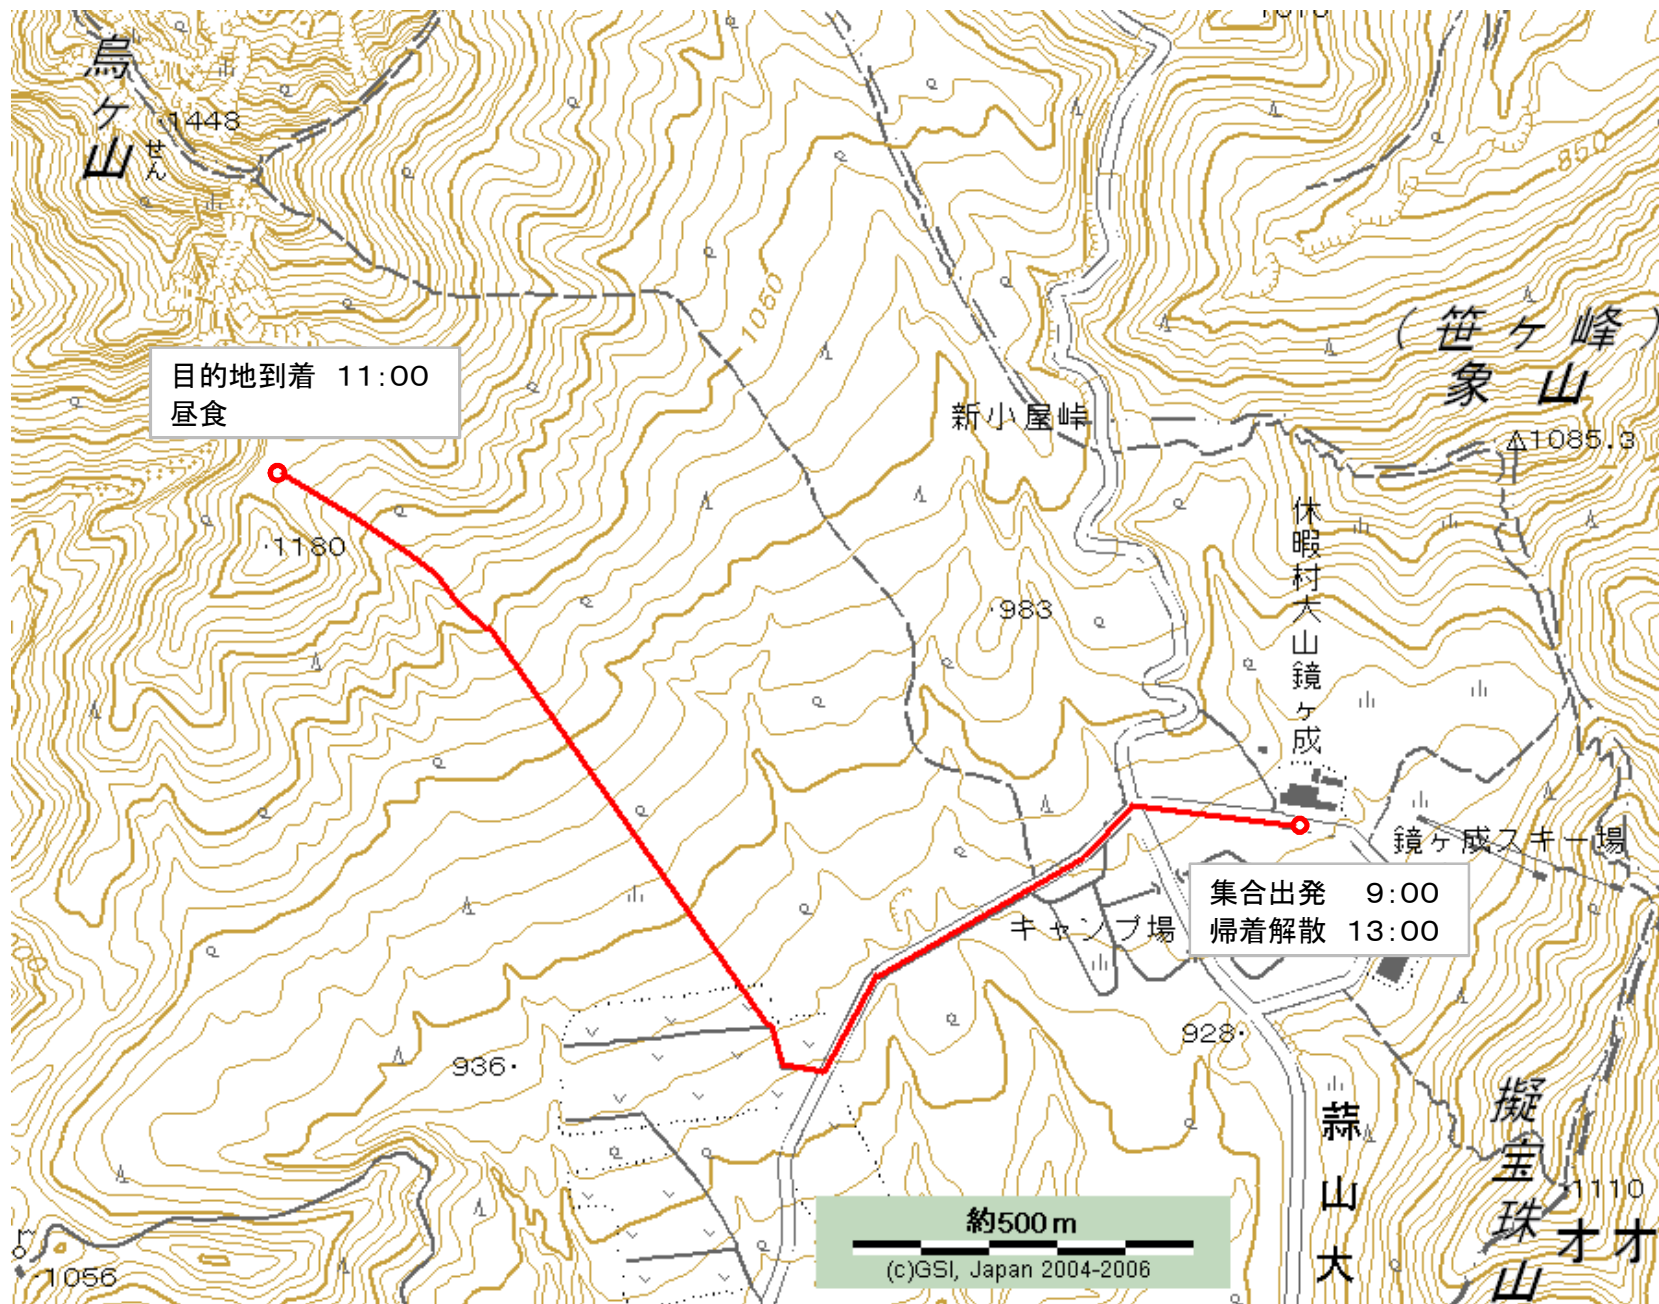 烏ヶ山
せん
1448
850
1050
(笹ヶ峰)
象山
目的地到着 11:00
昼食
新小屋峠
1085.3
休暇村大山鏡ヶ成
1180
983
鏡ヶ成スキー場
集合出発 9:00
帰着解散 13:00
キャンプ場
928
936
擬宝珠山
蒜山大
1110
オオ
約500m
(c)GSI, Japan 2004-2006
1056